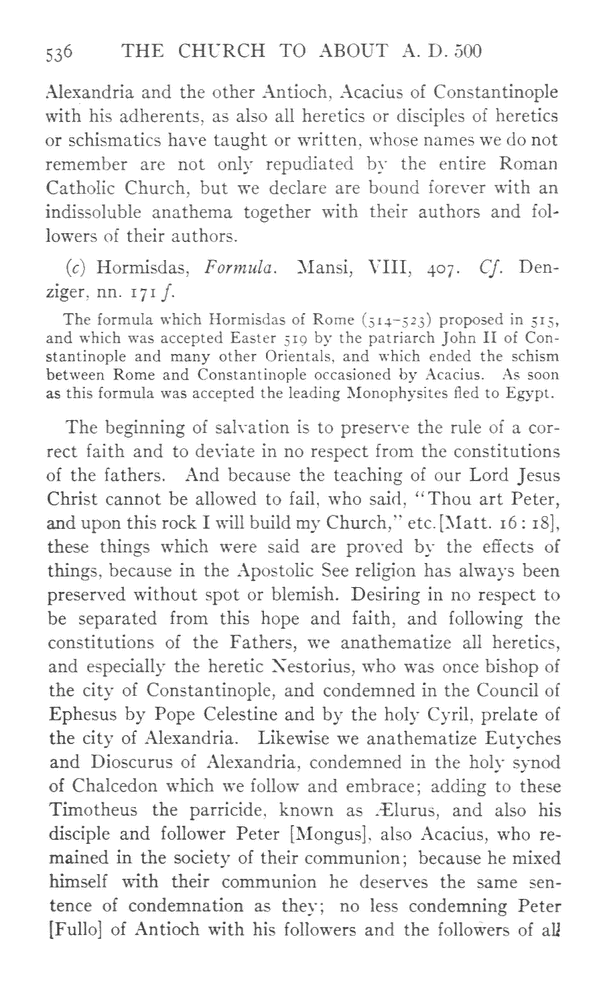 536 THE CHURCH TO ABOUT A. D. 500
Alexandria and the other Antioch, Acacius of Constantinople
with his adherents, as also all heretics or disciples of heretics
or schismatics have taught or written, whose names we do not
remember are not only repudiated by the entire Roman
Catholic Church, but we declare are bound forever with an
indissoluble anathema together with their authors and fol-
lowers of their authors.
(c) Hormisdas, Formula. Mansi, VIII, 407. Cf. Den-
ziger, nn. 171 f.
The formula which Hormisdas of Rome (514–523) proposed in 515,
and which was accepted Easter 519 by the patriarch John II of Con-
stantinople and many other Orientals, and which ended the schism
between Rome and Constantinople occasioned by Acacius. As soon
as this formula was accepted the leading Monophysites fled to Egypt.
The beginning of salvation is to preserve the rule of a cor-
rect faith and to deviate in no respect from the constitutions
of the fathers. And because the teaching of our Lord Jesus
Christ cannot be allowed to fail, who said, “Thou art Peter,
and upon this rock I will build my Church,” etc. [Matt. 16 : 18],
these things which were said are proved by the effects of
things, because in the Apostolic See religion has always been
preserved without spot or blemish. Desiring in no respect to
be separated from this hope and faith, and following the
constitutions of the Fathers, we anathematize all heretics,
and especially the heretic Nestorius, who was once bishop of
the city of Constantinople, and condemned in the Council of
Ephesus by Pope Celestine and by the holy Cyril, prelate of
the city of Alexandria. Likewise we anathematize Eutyches
and Dioscurus of Alexandria, condemned in the holy synod
of Chalcedon which we follow and embrace; adding to these
Timotheus the parricide, known as Ælurus, and also his
disciple and follower Peter [Mongus], also Acacius, who re-
mained in the society of their communion; because he mixed
himself with their communion he deserves the same sen-
tence of condemnation as they; no less condemning Peter
[Fullo] of Antioch with his followers and the followers of all